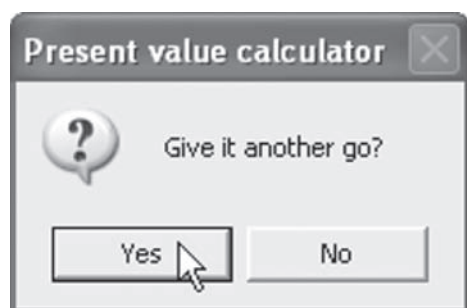 Present value calculator
?
Give it another go?
Yes
No